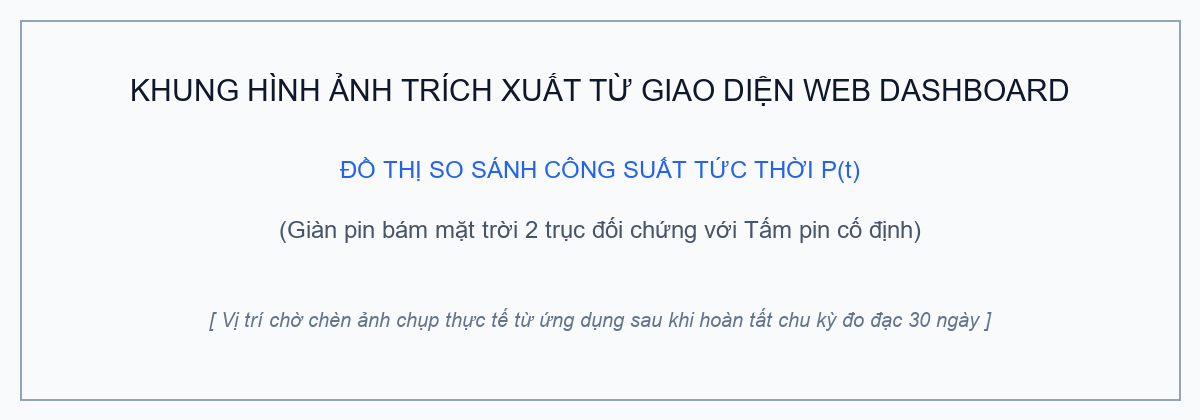 KHUNG HÌNH ẢNH TRÍCH XUẤT TỪ GIAO DIỆN WEB DASHBOARD
ĐỒ THỊ SO SÁNH CÔNG SUẤT TỨC THỜI P(t)
(Giàn pin bám mặt trời 2 trục đối chứng với Tấm pin cố định)
[ Vị trí chờ chèn ảnh chụp thực tế từ ứng dụng sau khi hoàn tất chu kỳ đo đạc 30 ngày ]